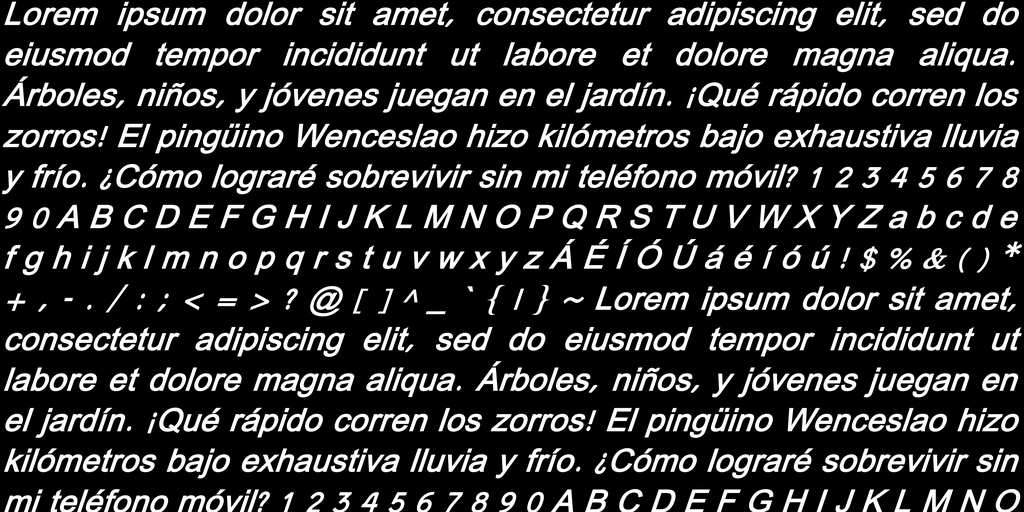 Lorem ipsum dolor sit amet, consectetur adipiscing elit, sed do
eiusmod tempor incididunt ut labore et dolore magna aliqua.
Árboles, niños, y jóvenes juegan en el jardín. ¡Qué rápido corren los
zorros! El pingüino Wenceslao hizo kilómetros bajo exhaustiva lluvia
y frío. ¿Cómo lograré sobrevivir sin mi teléfono móvil? 1 2 3 4 5 6 7 8
9 0 A B C D E F G H I J K L M N O P Q R S T U V W X Y Z a b c d e
f g h i j k l m n o p q r s t u v w x y z Á É Í Ó Ú á é í ó ú ! $ % & ( ) *
+ , - . / : ; < = > ? @ [ ] ^ _ ` { | } ~ Lorem ipsum dolor sit amet,
consectetur adipiscing elit, sed do eiusmod tempor incididunt ut
labore et dolore magna aliqua. Árboles, niños, y jóvenes juegan en
el jardín. ¡Qué rápido corren los zorros! El pingüino Wenceslao hizo
kilómetros bajo exhaustiva lluvia y frío. ¿Cómo lograré sobrevivir sin
mi teléfono móvil? 1 2 3 4 5 6 7 8 9 0 A B C D E F G H I J K L M N O